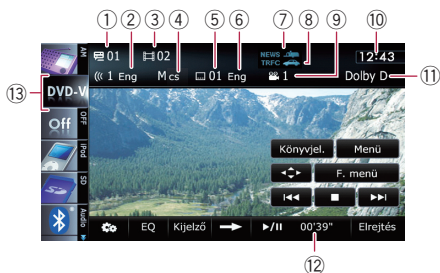 ① ② ③ ④ ⑤ ⑥ ⑦ ⑧ ⑨ ⑩
01 02 NEWS 12:43
TRFC
1 Eng M cs 01 Eng 1 Dolby D ⑪
⑬ AM
DVD-Vi
Off OFF
iPod
SD
Audio
Könyvjel. Menü
F. menü
EQ Kijelző 00'39" Elrejtés
⑫